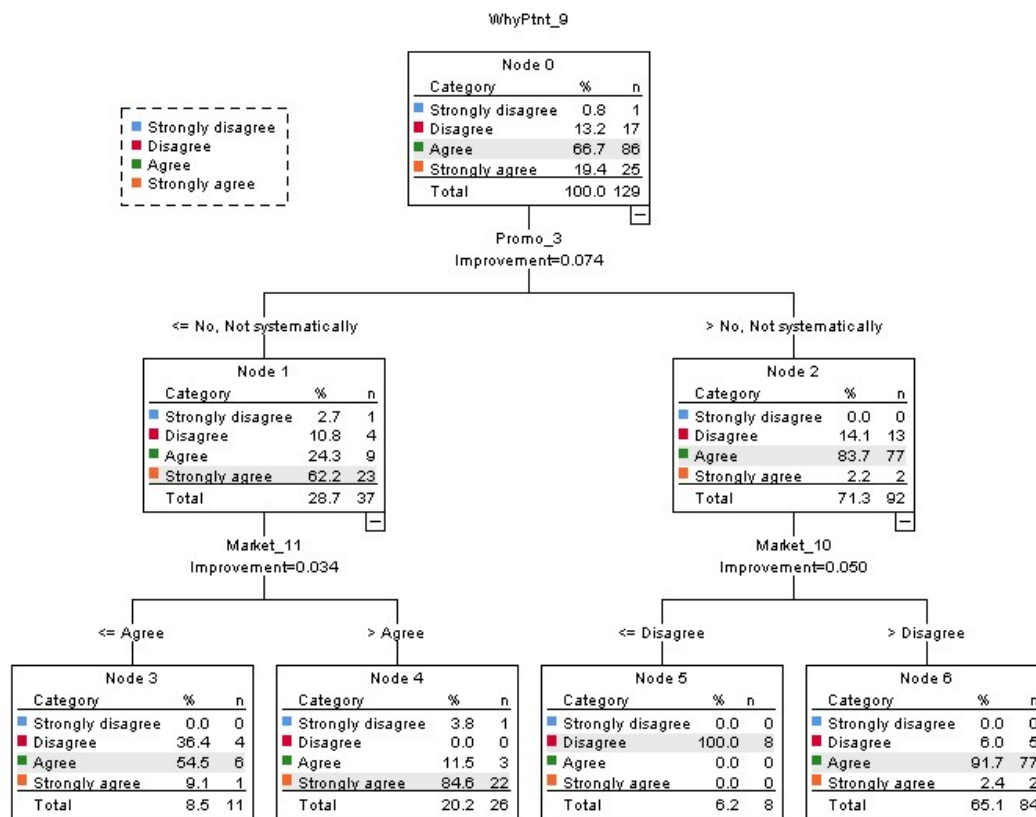 WhyPtnt_9
Node 0
Category % n
Strongly disagree 0.8 1
Disagree 13.2 17
Agree 66.7 86
Strongly agree 19.4 25
Total 100.0 129
Strongly disagree
Disagree
Agree
Strongly agree
Promo_3
Improvement=0.074
<= No, Not systematically
> No, Not systematically
Node 1
Category % n
Strongly disagree 2.7 1
Disagree 10.8 4
Agree 24.3 9
Strongly agree 62.2 23
Total 28.7 37
Node 2
Category % n
Strongly disagree 0.0 0
Disagree 14.1 13
Agree 83.7 77
Strongly agree 2.2 2
Total 71.3 92
Market_11
Improvement=0.034
Market_10
Improvement=0.050
<= Agree
> Agree
<= Disagree
> Disagree
Node 3
Category % n
Strongly disagree 0.0 0
Disagree 36.4 4
Agree 54.5 6
Strongly agree 9.1 1
Total 8.5 11
Node 4
Category % n
Strongly disagree 3.8 1
Disagree 0.0 0
Agree 11.5 3
Strongly agree 84.6 22
Total 20.2 26
Node 5
Category % n
Strongly disagree 0.0 0
Disagree 100.0 8
Agree 0.0 0
Strongly agree 0.0 0
Total 6.2 8
Node 6
Category % n
Strongly disagree 0.0 0
Disagree 6.0 5
Agree 91.7 77
Strongly agree 2.4 2
Total 65.1 84